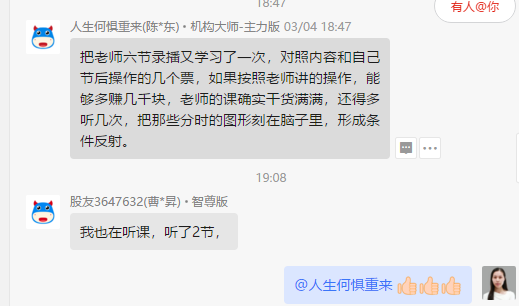 18:47
有人@你
人生何惧重来(陈*东) • 机构大师-主力版 03/04 18:47
把老师六节录播又学习了一次，对照内容和自己
节后操作的几个票，如果按照老师讲的操作，能
够多赚几千块，老师的课确实干货满满，还得多
听几次，把那些分时的图形刻在脑子里，形成条
件反射。
19:08
股友3647632(曹*昇) • 智尊版
我也在听课，听了2节，
@人生何惧重来 👍👍👍